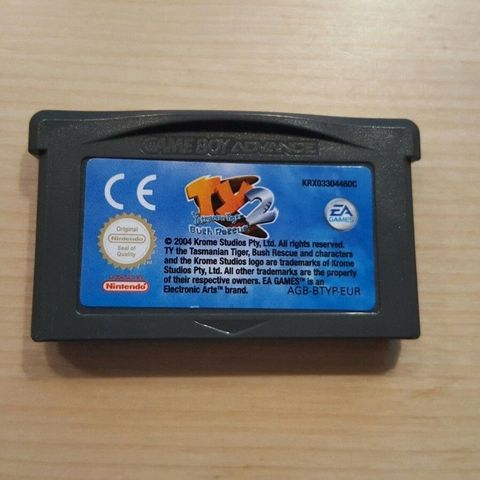 GAME BOY ADVANCE
CE
KRX03304460C
TY2
Tasmanian Tiger
Bush Rescue
EA
GAMES
Original
Nintendo
Seal of
Quality
© 2004 Krome Studios Pty, Ltd. All rights reserved.
TY the Tasmanian Tiger, Bush Rescue and characters
and the Krome Studios logo are trademarks of Krome
Studios Pty, Ltd. All other trademarks are the property
of their respective owners. EA GAMES™ is an
Electronic Arts™ brand.
Nintendo
AGB-BTYP-EUR